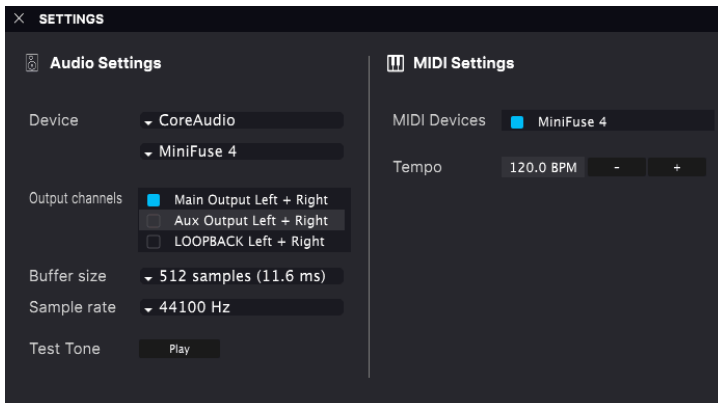 SETTINGS
Audio Settings
Device
CoreAudio
MiniFuse 4
Output channels
Main Output Left + Right
Aux Output Left + Right
LOOPBACK Left + Right
Buffer size
512 samples (11.6 ms)
Sample rate
44100 Hz
Test Tone
Play
MIDI Settings
MIDI Devices
MiniFuse 4
Tempo
120.0 BPM
-
+